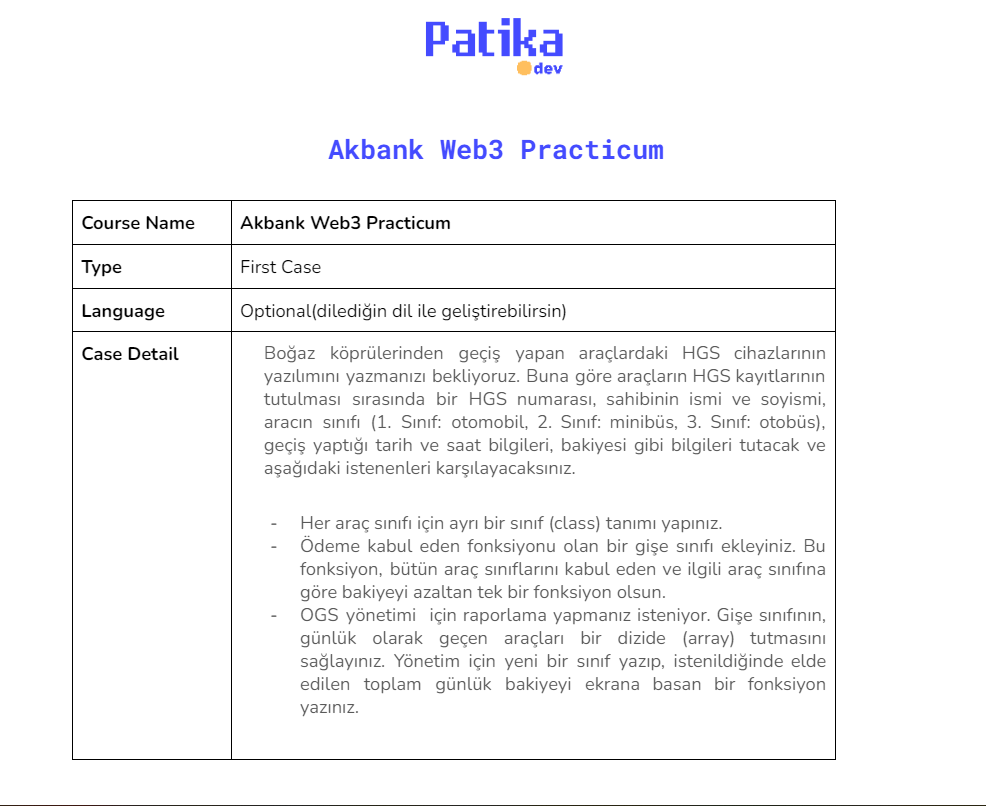 Patika
dev
Akbank Web3 Practicum
Course Name
Akbank Web3 Practicum
Type
First Case
Language
Optional(dilediğin dil ile geliştirebilirsin)
Case Detail
Boğaz köprülerinden geçiş yapan araçlardaki HGS cihazlarının
yazılımını yazmanızı bekliyoruz. Buna göre araçların HGS kayıtlarının
tutulması sırasında bir HGS numarası, sahibinin ismi ve soyismi,
aracın sınıfı (1. Sınıf: otomobil, 2. Sınıf: minibüs, 3. Sınıf: otobüs),
geçiş yaptığı tarih ve saat bilgileri, bakiyesi gibi bilgileri tutacak ve
aşağıdaki istenenleri karşılayacaksınız.
- Her araç sınıfı için ayrı bir sınıf (class) tanımı yapınız.
- Ödeme kabul eden fonksiyonu olan bir gişe sınıfı ekleyiniz. Bu
fonksiyon, bütün araç sınıflarını kabul eden ve ilgili araç sınıfına
göre bakiyeyi azaltan tek bir fonksiyon olsun.
- OGS yönetimi için raporlama yapmanız isteniyor. Gişe sınıfının,
günlük olarak geçen araçları bir dizide (array) tutmasını
sağlayınız. Yönetim için yeni bir sınıf yazıp, istenildiğinde elde
edilen toplam günlük bakiyeyi ekrana basan bir fonksiyon
yazınız.